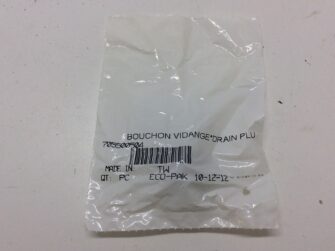 BOUCHON VIDANGE*DRAIN PLU
705500504
MADE IN TW
QT. PC ECO-PAK 10-12-12